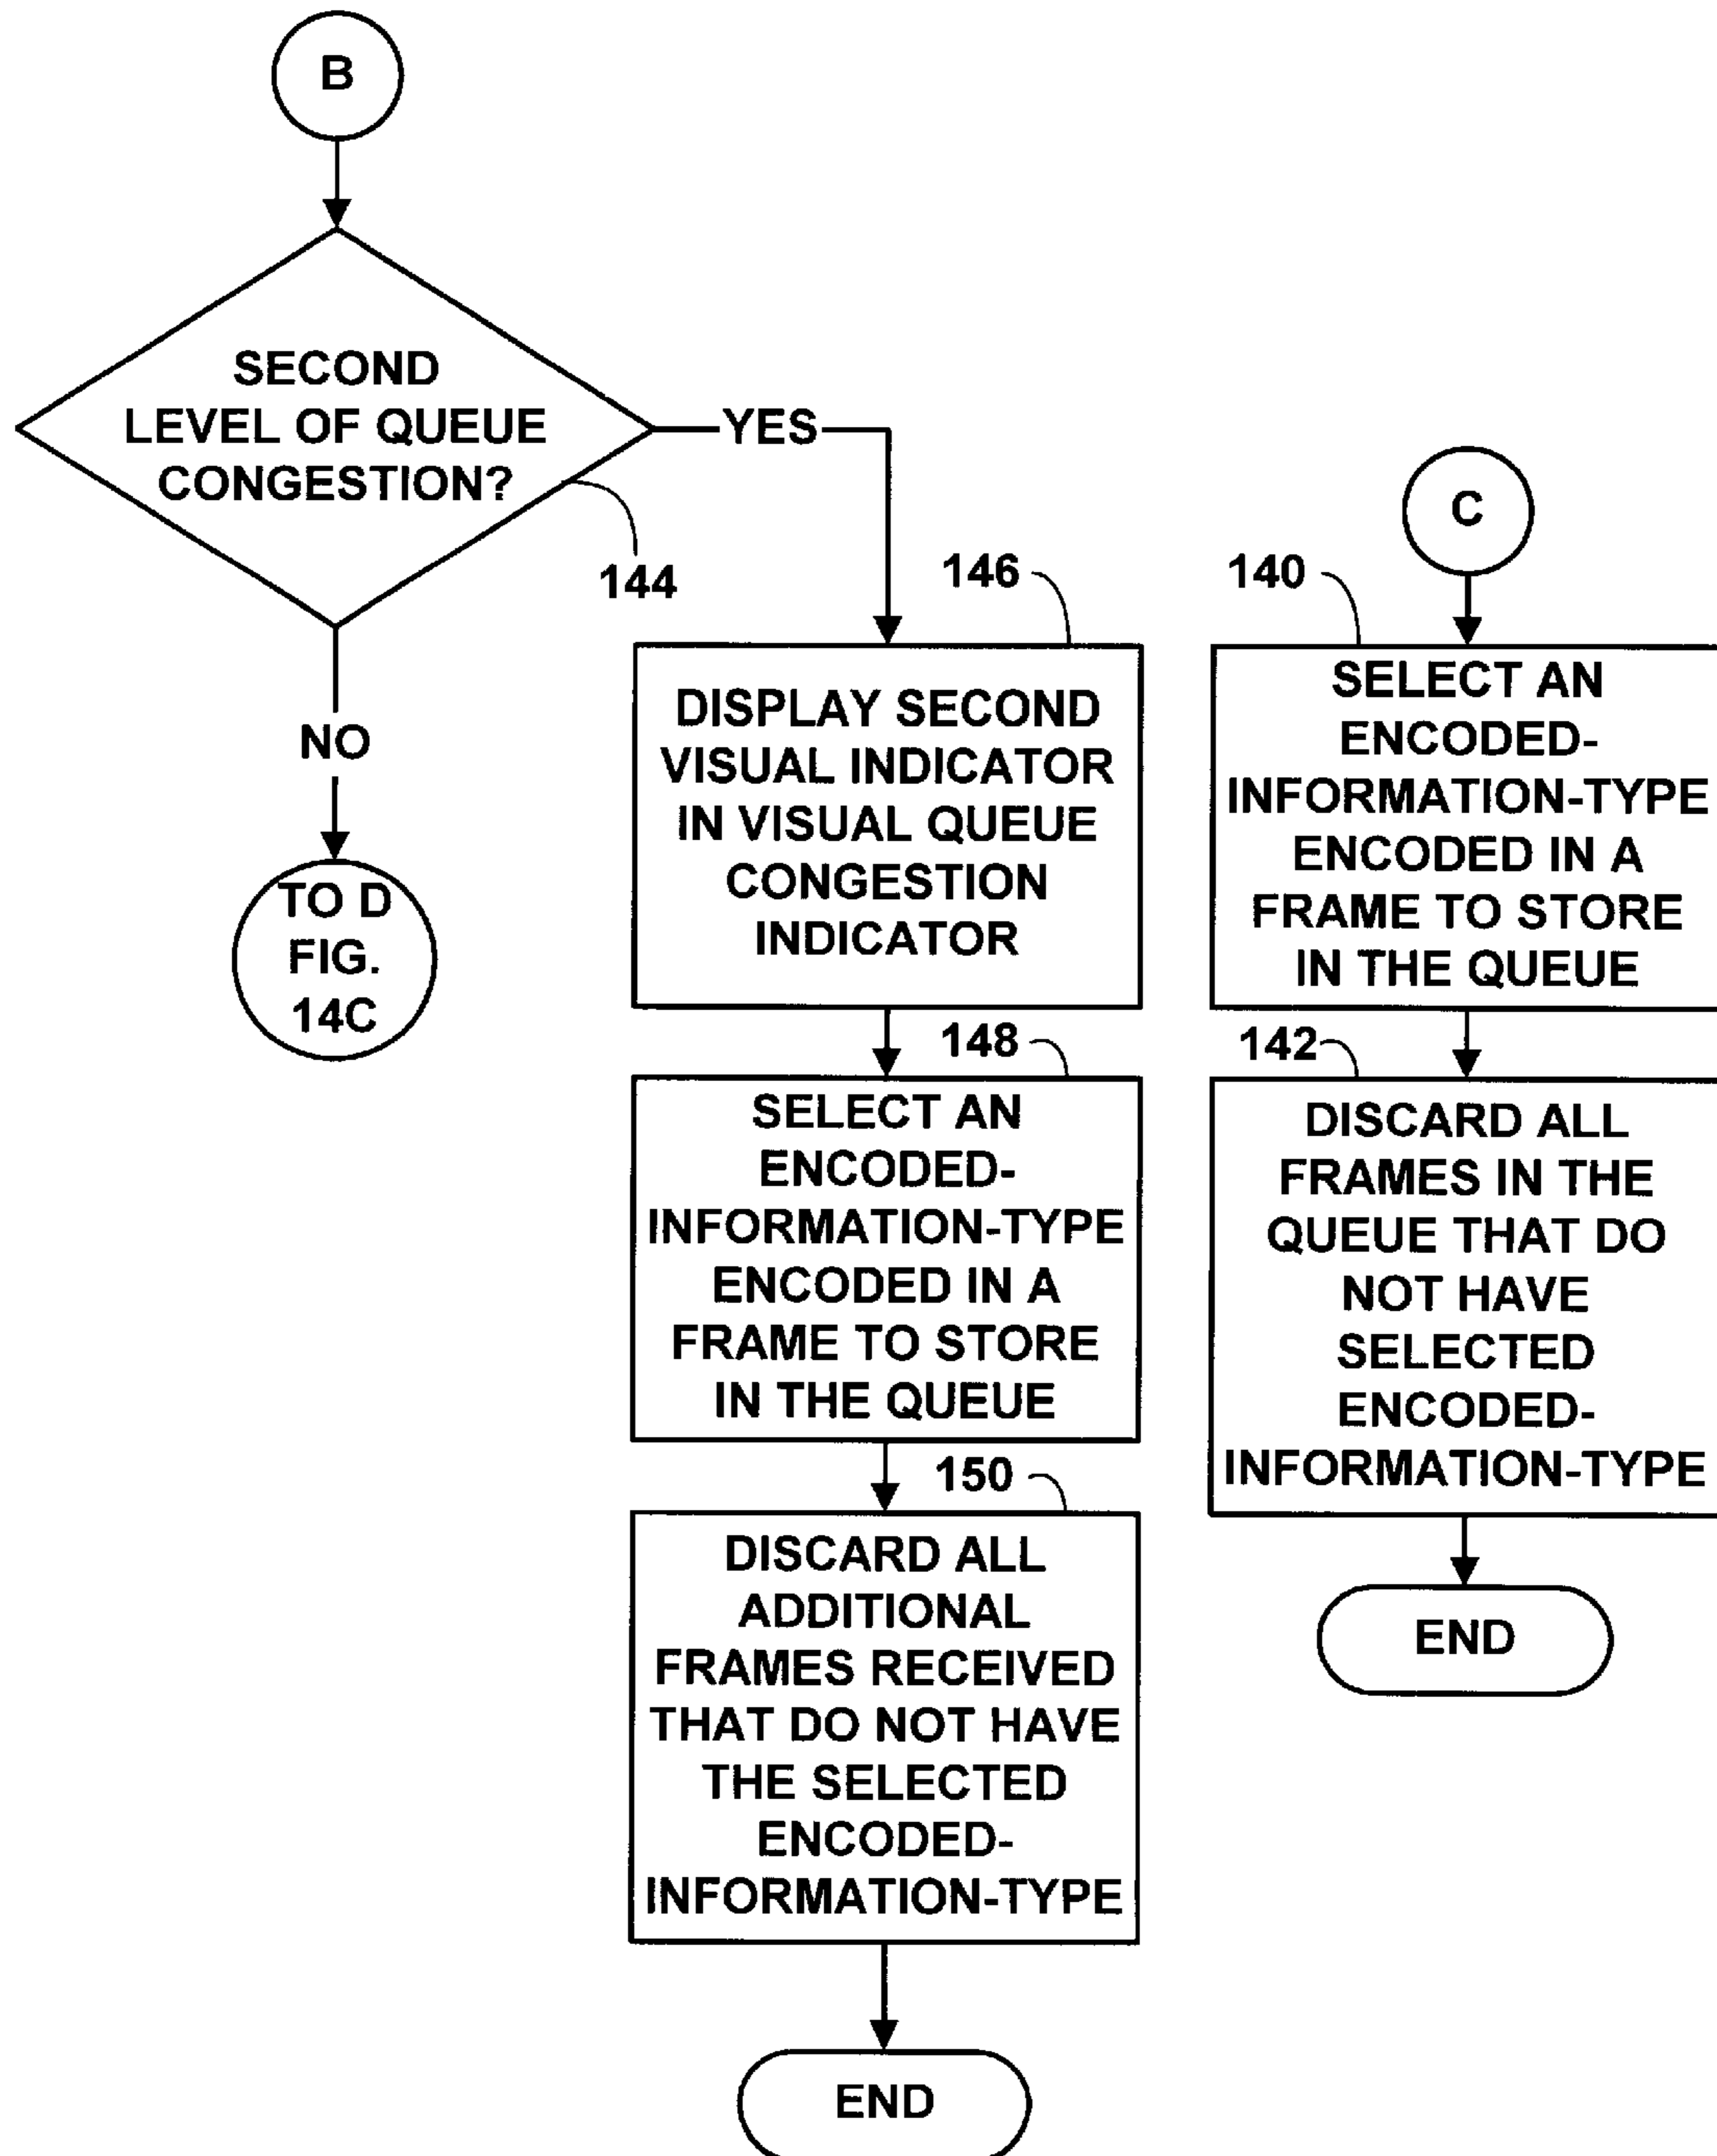 B
SECOND
LEVEL OF QUEUE
CONGESTION?
144
YES
NO
TO D
FIG.
14C
146
DISPLAY SECOND
VISUAL INDICATOR
IN VISUAL QUEUE
CONGESTION
INDICATOR
148
SELECT AN
ENCODED-
INFORMATION-TYPE
ENCODED IN A
FRAME TO STORE
IN THE QUEUE
150
DISCARD ALL
ADDITIONAL
FRAMES RECEIVED
THAT DO NOT HAVE
THE SELECTED
ENCODED-
INFORMATION-TYPE
END
C
140
SELECT AN
ENCODED-
INFORMATION-TYPE
ENCODED IN A
FRAME TO STORE
IN THE QUEUE
142
DISCARD ALL
FRAMES IN THE
QUEUE THAT DO
NOT HAVE
SELECTED
ENCODED-
INFORMATION-TYPE
END